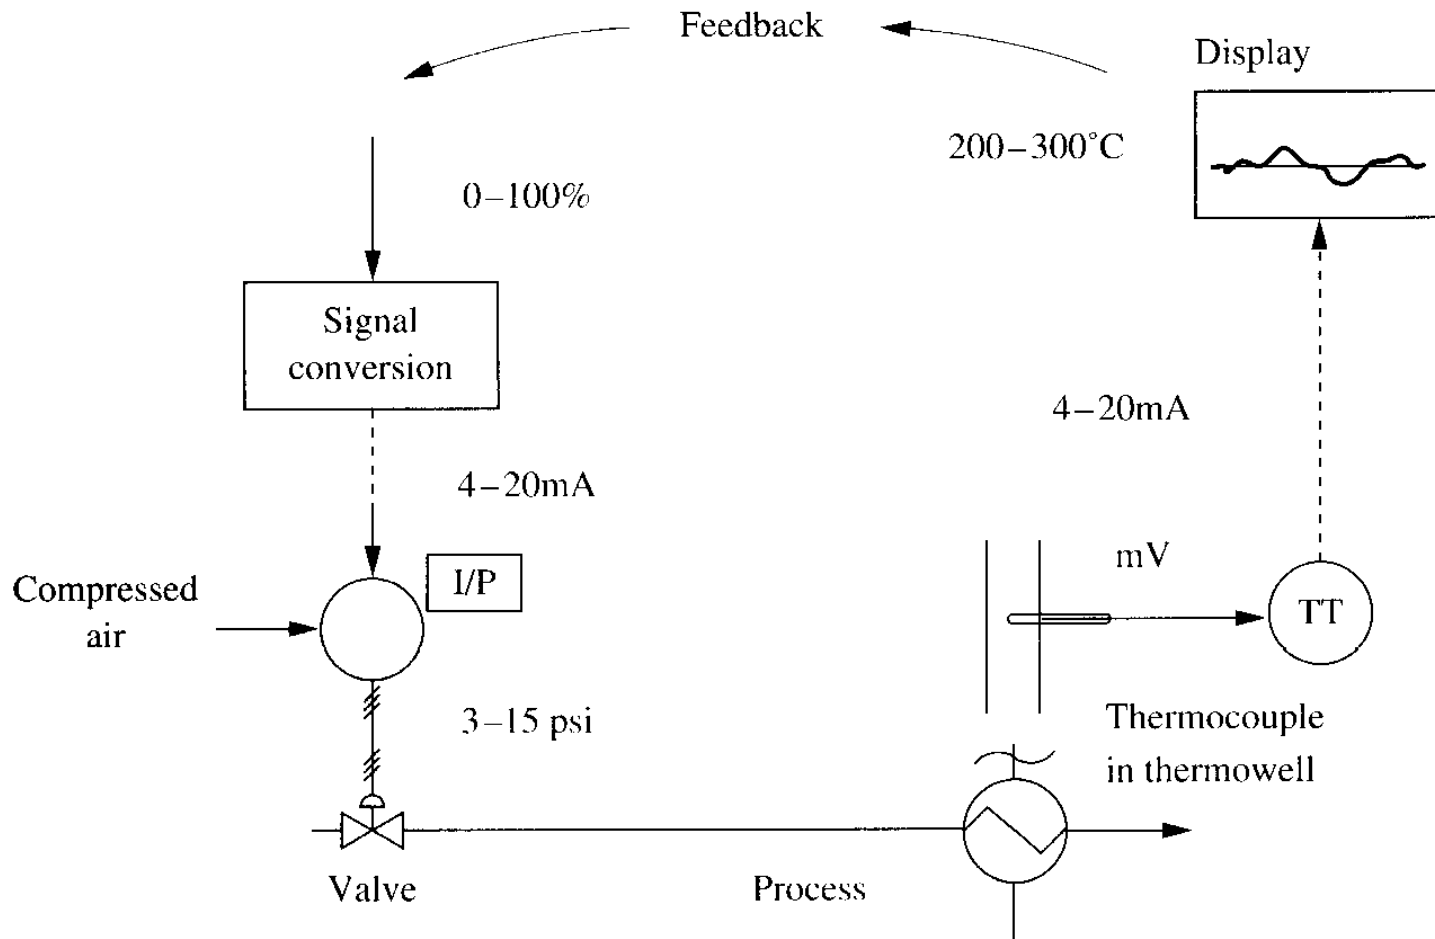 Feedback
Display
200–300°C
0–100%
Signal
conversion
4–20mA
4–20mA
I/P
mV
Compressed
air
TT
3–15 psi
Thermocouple
in thermowell
Valve
Process